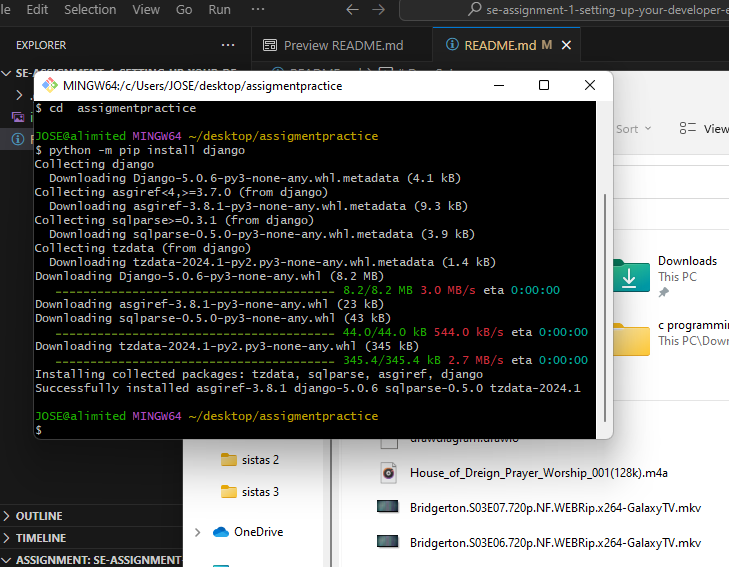 le Edit Selection View Go Run ···
se-assignment-1-setting-up-your-developer-e
EXPLORER ···
Preview README.md
README.md M
SE-ASSIGNMENT-1-SETTING-UP-YOUR-DE
MINGW64:/c/Users/JOSE/desktop/assigmentpractice
$ cd  assigmentpractice
JOSE@alimited MINGW64 ~/desktop/assigmentpractice
$ python -m pip install django
Collecting django
  Downloading Django-5.0.6-py3-none-any.whl.metadata (4.1 kB)
Collecting asgiref<4,>=3.7.0 (from django)
  Downloading asgiref-3.8.1-py3-none-any.whl.metadata (9.3 kB)
Collecting sqlparse>=0.3.1 (from django)
  Downloading sqlparse-0.5.0-py3-none-any.whl.metadata (3.9 kB)
Collecting tzdata (from django)
  Downloading tzdata-2024.1-py2.py3-none-any.whl.metadata (1.4 kB)
Downloading Django-5.0.6-py3-none-any.whl (8.2 MB)
   ---------------------------------------- 8.2/8.2 MB 3.0 MB/s eta 0:00:00
Downloading asgiref-3.8.1-py3-none-any.whl (23 kB)
Downloading sqlparse-0.5.0-py3-none-any.whl (43 kB)
   ---------------------------------------- 44.0/44.0 kB 544.0 kB/s eta 0:00:00
Downloading tzdata-2024.1-py2.py3-none-any.whl (345 kB)
   ---------------------------------------- 345.4/345.4 kB 2.7 MB/s eta 0:00:00
Installing collected packages: tzdata, sqlparse, asgiref, django
Successfully installed asgiref-3.8.1 django-5.0.6 sqlparse-0.5.0 tzdata-2024.1
JOSE@alimited MINGW64 ~/desktop/assigmentpractice
$
Sort
View
Downloads
This PC
c programmin
This PC\Down
sistas 2
sistas 3
OneDrive
drawdiagram.drawio
House_of_Dreign_Prayer_Worship_001(128k).m4a
Bridgerton.S03E07.720p.NF.WEBRip.x264-GalaxyTV.mkv
Bridgerton.S03E06.720p.NF.WEBRip.x264-GalaxyTV.mkv
OUTLINE
TIMELINE
ASSIGNMENT: SE-ASSIGNMENT-